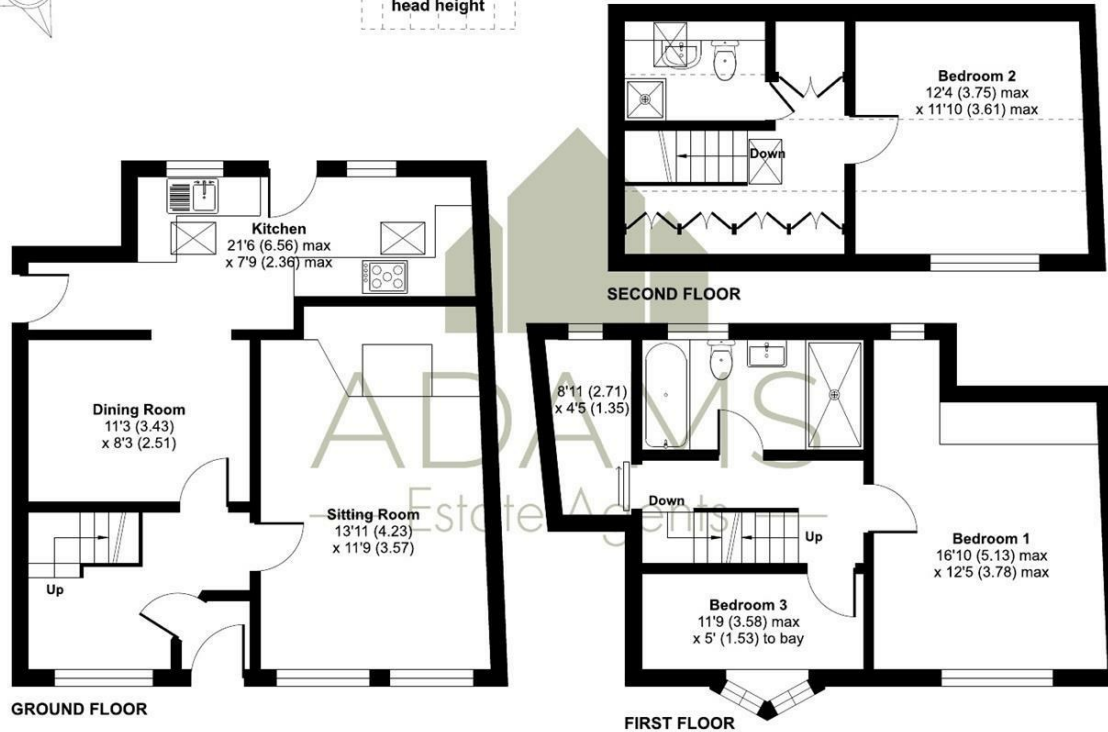 head height
Bedroom 2
12'4 (3.75) max
x 11'10 (3.61) max
Down
SECOND FLOOR
Kitchen
21'6 (6.56) max
x 7'9 (2.36) max
Dining Room
11'3 (3.43)
x 8'3 (2.51)
Sitting Room
13'11 (4.23)
x 11'9 (3.57)
Up
GROUND FLOOR
8'11 (2.71)
x 4'5 (1.35)
Down
Up
Bedroom 1
16'10 (5.13) max
x 12'5 (3.78) max
Bedroom 3
11'9 (3.58) max
x 5' (1.53) to bay
FIRST FLOOR
ADAMS
Estate Agents